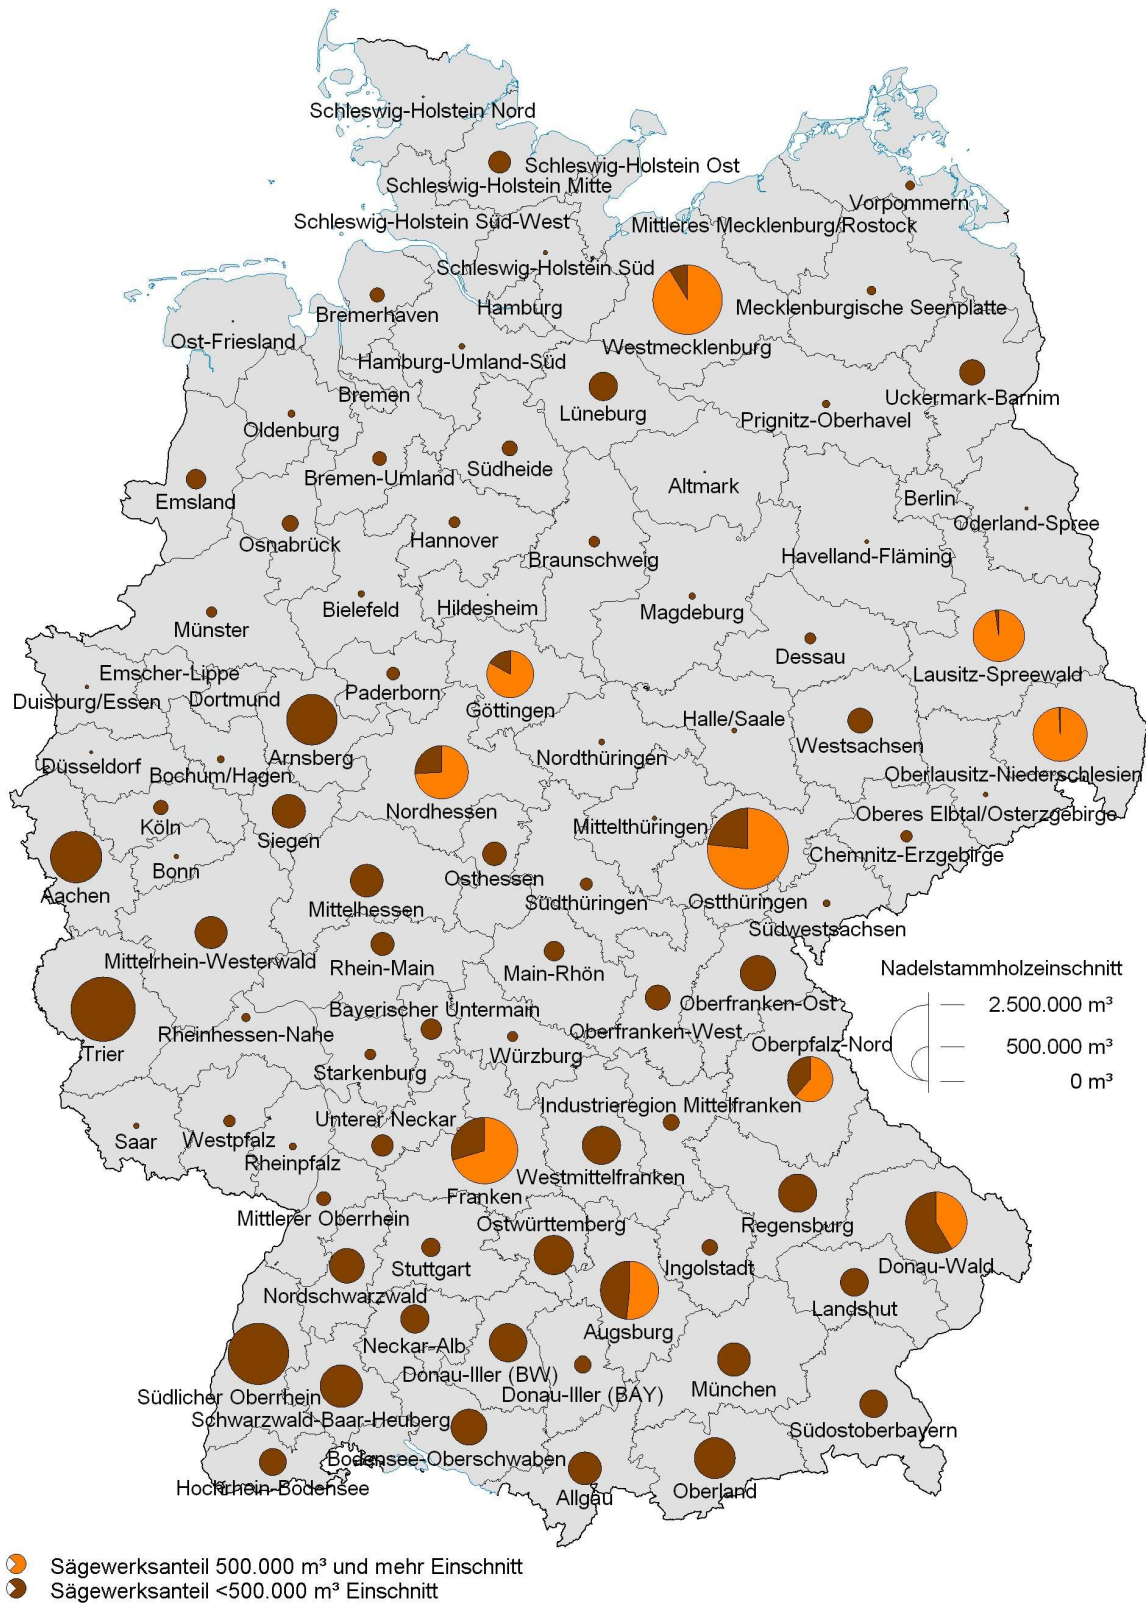 Schleswig-Holstein Nord
Schleswig-Holstein Ost
Schleswig-Holstein Mitte
Vorpommern
Schleswig-Holstein Süd-West
Mittleres Mecklenburg/Rostock
Schleswig-Holstein Süd
Bremerhaven
Hamburg
Mecklenburgische Seenplatte
Ost-Friesland
Westmecklenburg
Hamburg-Umland-Süd
Bremen
Lüneburg
Uckermark-Barnim
Prignitz-Oberhavel
Oldenburg
Südheide
Bremen-Umland
Altmark
Emsland
Berlin
Oderland-Spree
Osnabrück
Hannover
Braunschweig
Havelland-Fläming
Bielefeld
Hildesheim
Magdeburg
Münster
Dessau
Emscher-Lippe
Lausitz-Spreewald
Duisburg/Essen
Dortmund
Paderborn
Göttingen
Halle/Saale
Westsachsen
Arnsberg
Nordthüringen
Düsseldorf
Bochum/Hagen
Oberlausitz-Niederschlesien
Nordhessen
Köln
Siegen
Mittelthüringen
Oberes Elbtal/Osterzgebirge
Chemnitz-Erzgebirge
Bonn
Osthessen
Aachen
Mittelhessen
Südthüringen
Ostthüringen
Südwestsachsen
Mittelrhein-Westerwald
Rhein-Main
Main-Rhön
Nadelstammholzeinschnitt
2.500.000 m³
500.000 m³
0 m³
Oberfranken-Ost
Bayerischer Untermain
Rheinhessen-Nahe
Oberfranken-West
Trier
Würzburg
Oberpfalz-Nord
Starkenburg
Industrieregion Mittelfranken
Unterer Neckar
Saar
Westpfalz
Rheinpfalz
Westmittelfranken
Franken
Mittlerer Oberrhein
Ostwürttemberg
Regensburg
Stuttgart
Ingolstadt
Donau-Wald
Nordschwarzwald
Landshut
Augsburg
Neckar-Alb
Donau-Iller (BW)
Donau-Iller (BAY)
München
Südlicher Oberrhein
Schwarzwald-Baar-Heuberg
Südostoberbayern
Bodensee-Oberschwaben
Hochrhein-Bodensee
Allgäu
Oberland
Sägewerksanteil 500.000 m³ und mehr Einschnitt
Sägewerksanteil <500.000 m³ Einschnitt